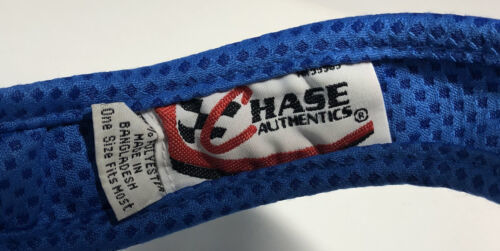 CHASE
AUTHENTICS®
POLYESTER
MADE IN
BANGLADESH
One Size Fits Most